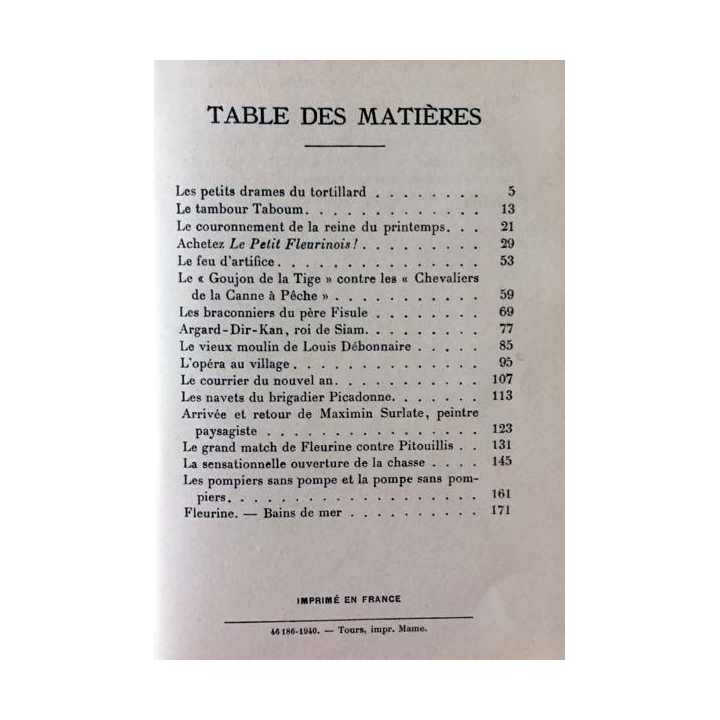 TABLE DES MATIÈRES
Les petits drames du tortillard . . . . . . . . 5
Le tambour Taboum. . . . . . . . . . . . . 13
Le couronnement de la reine du printemps. . . 21
Achetez Le Petit Fleurinois! . . . . . . . . . 29
Le feu d'artifice . . . . . . . . . . . . . . . 53
Le « Goujon de la Tige » contre les « Chevaliers
de la Canne à Pêche » . . . . . . . . . . . 59
Les braconniers du père Fisule . . . . . . . . 69
Argard-Dir-Kan, roi de Siam. . . . . . . . . 77
Le vieux moulin de Louis Débonnaire . . . . . 85
L'opéra au village . . . . . . . . . . . . . . 95
Le courrier du nouvel an. . . . . . . . . . . 107
Les navets du brigadier Picadonne. . . . . . . 113
Arrivée et retour de Maximin Surlate, peintre
paysagiste . . . . . . . . . . . . . . . . 123
Le grand match de Fleurine contre Pitouillis . . 131
La sensationnelle ouverture de la chasse . . . . 145
Les pompiers sans pompe et la pompe sans pom-
piers. . . . . . . . . . . . . . . . . . . 161
Fleurine. — Bains de mer . . . . . . . . . . 171
IMPRIMÉ EN FRANCE
46186-1940. — Tours, impr. Mame.